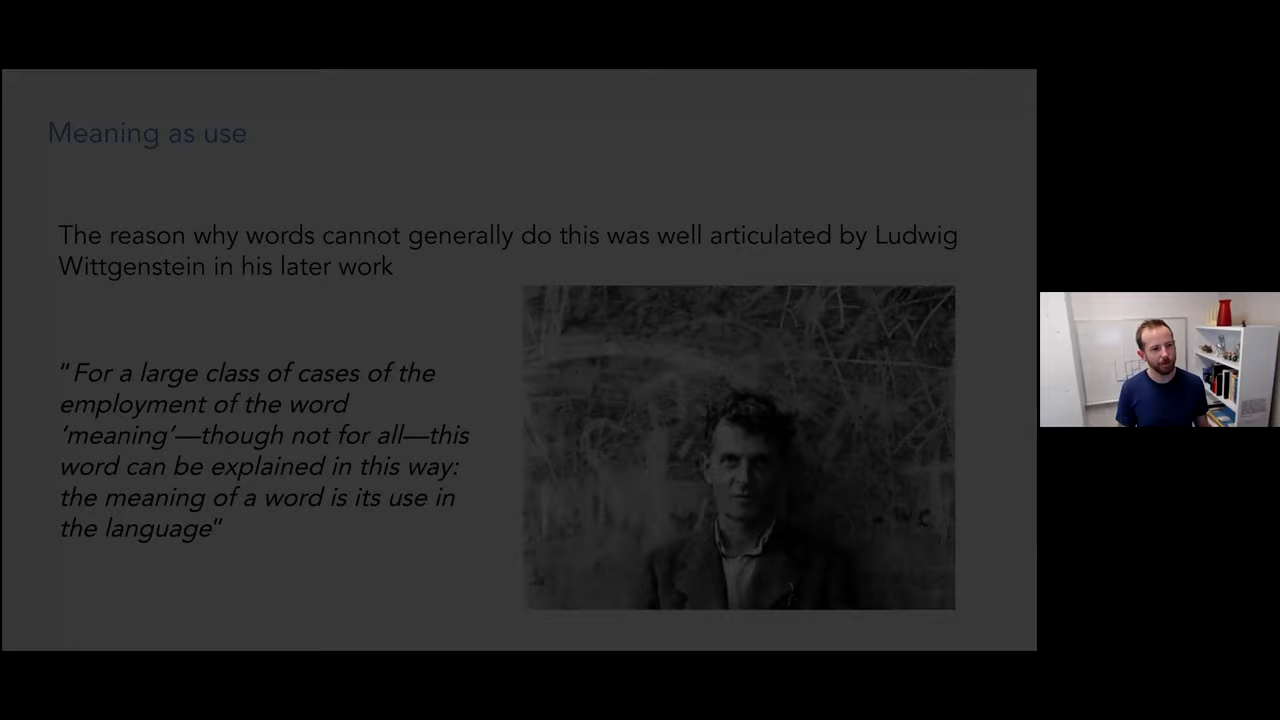 Meaning as use
The reason why words cannot generally do this was well articulated by Ludwig
Wittgenstein in his later work
"For a large class of cases of the
employment of the word
‘meaning’—though not for all—this
word can be explained in this way:
the meaning of a word is its use in
the language"